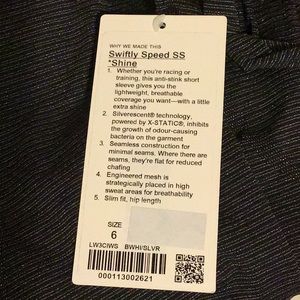 WHY WE MADE THIS
Swiftly Speed SS
*Shine
1. Whether you're racing or
training, this anti-stink short
sleeve gives you the
lightweight, breathable
coverage you want—with a little
extra shine
2. Silverescent® technology,
powered by X-STATIC®, inhibits
the growth of odour-causing
bacteria on the garment
3. Seamless construction for
minimal seams. Where there are
seams, they're flat for reduced
chafing
4. Engineered mesh is
strategically placed in high
sweat areas for breathability
5. Slim fit, hip length
SIZE
6
LW3CIWS BWHI/SLVR
000113002621